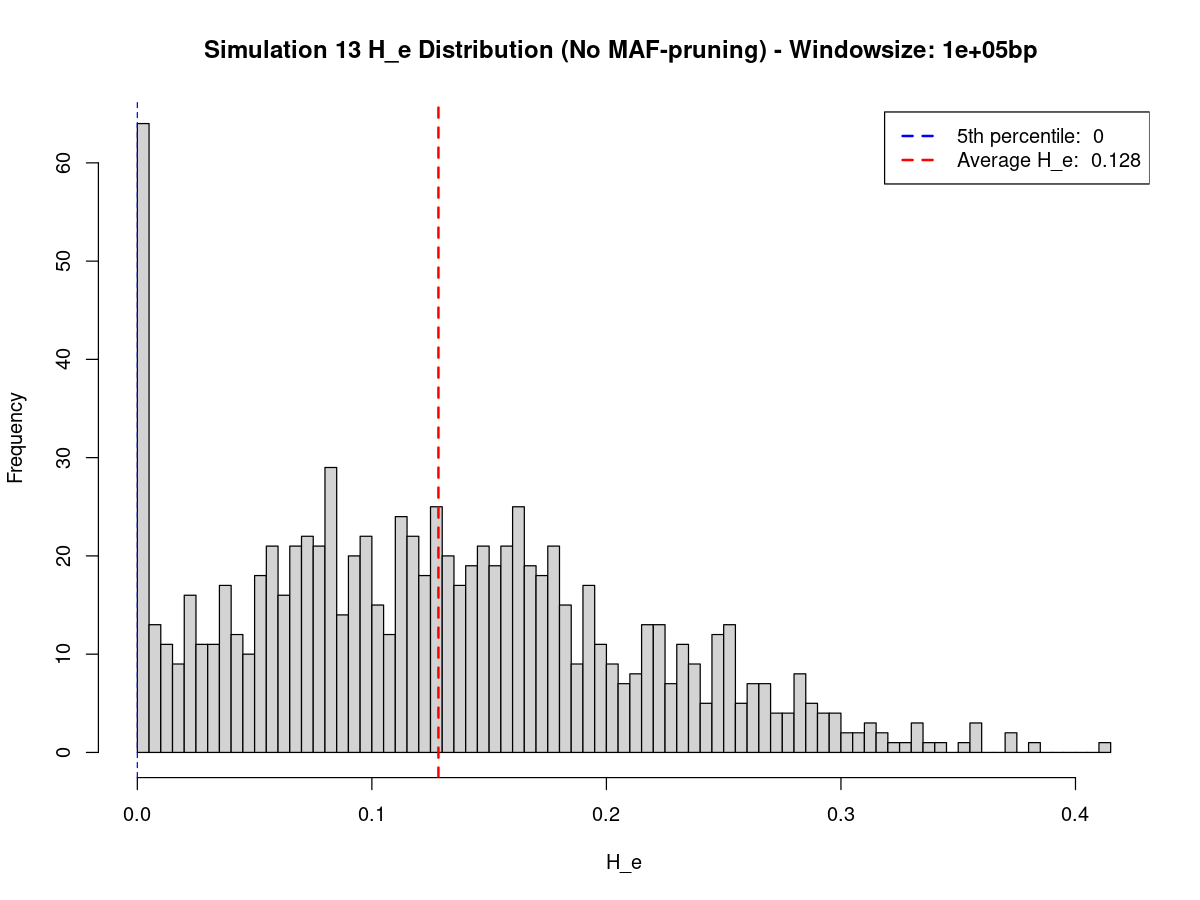 Simulation 13 H_e Distribution (No MAF-pruning) - Windowsize: 1e+05bp
5th percentile:  0
Average H_e:  0.128
Frequency
60
50
40
30
20
10
0
0.0 0.1 0.2 0.3 0.4
H_e